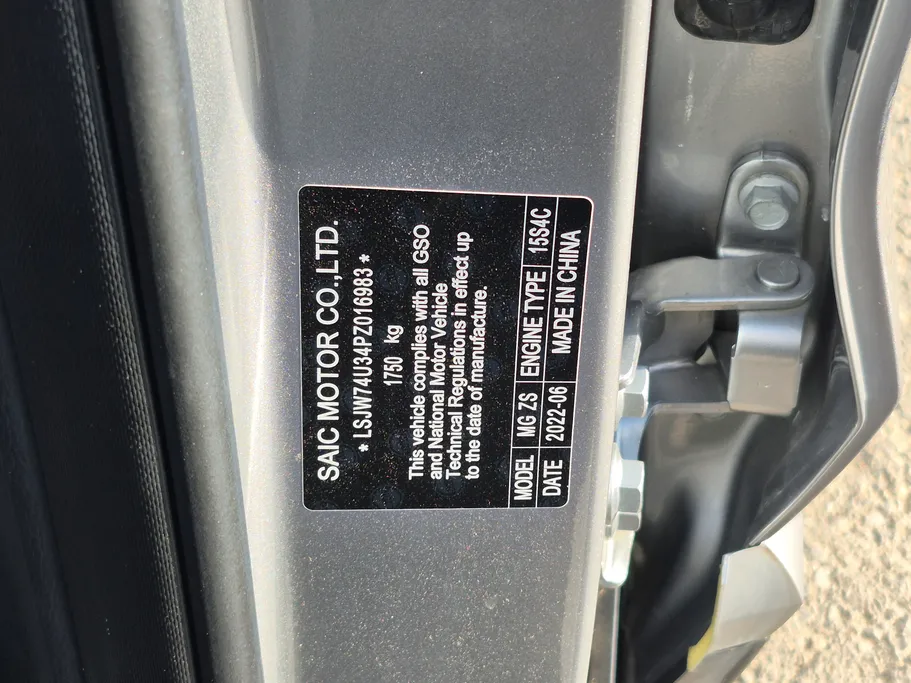 SAIC MOTOR CO.,LTD.
* LSJW74U34PZ016983 *
1750 kg
This vehicle complies with all GSO
and National Motor Vehicle
Technical Regulations in effect up
to the date of manufacture.
MODEL MG ZS ENGINE TYPE 15S4C
DATE 2022-06 MADE IN CHINA